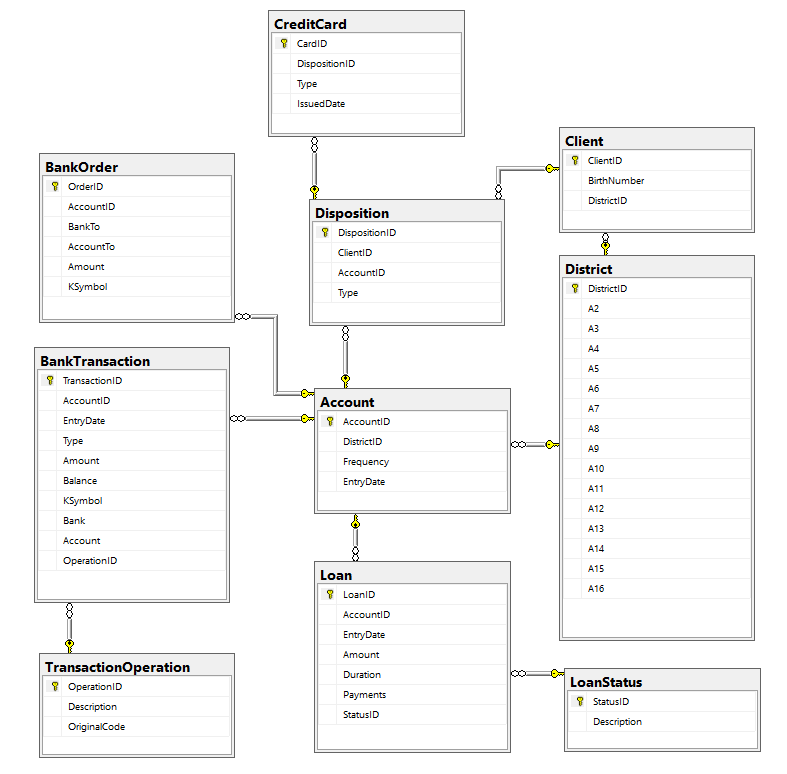 CreditCard
CardID
DispositionID
Type
IssuedDate
Client
ClientID
BirthNumber
DistrictID
BankOrder
OrderID
AccountID
BankTo
AccountTo
Amount
KSymbol
Disposition
DispositionID
ClientID
AccountID
Type
District
DistrictID
A2
A3
A4
A5
A6
A7
A8
A9
A10
A11
A12
A13
A14
A15
A16
BankTransaction
TransactionID
AccountID
EntryDate
Type
Amount
Balance
KSymbol
Bank
Account
OperationID
Account
AccountID
DistrictID
Frequency
EntryDate
Loan
LoanID
AccountID
EntryDate
Amount
Duration
Payments
StatusID
TransactionOperation
OperationID
Description
OriginalCode
LoanStatus
StatusID
Description